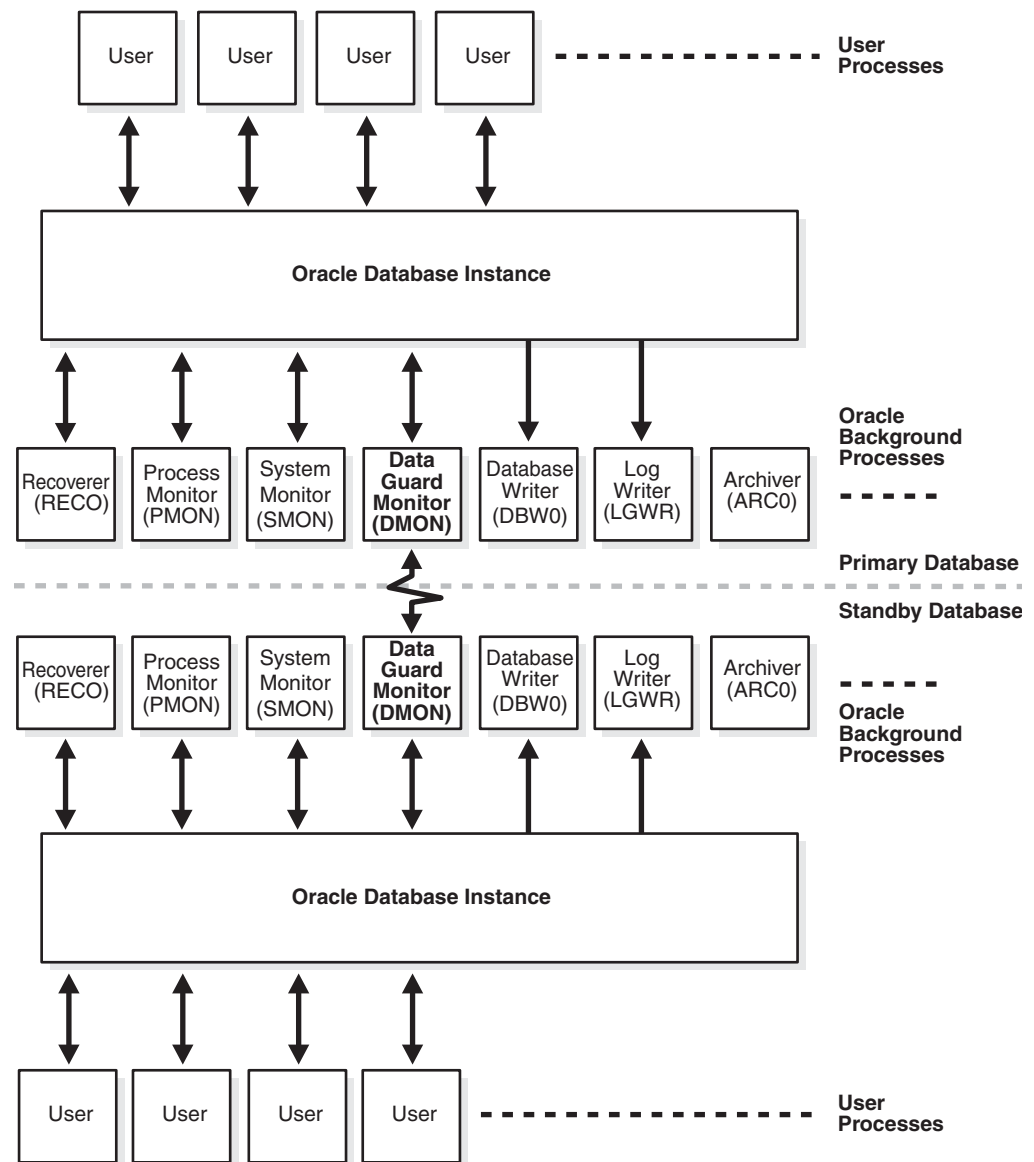 User
User
User
User
User
Processes
Oracle Database Instance
Oracle
Background
Processes
Recoverer
(RECO)
Process
Monitor
(PMON)
System
Monitor
(SMON)
Data
Guard
Monitor
(DMON)
Database
Writer
(DBW0)
Log
Writer
(LGWR)
Archiver
(ARC0)
Primary Database
Standby Database
Recoverer
(RECO)
Process
Monitor
(PMON)
System
Monitor
(SMON)
Data
Guard
Monitor
(DMON)
Database
Writer
(DBW0)
Log
Writer
(LGWR)
Archiver
(ARC0)
Oracle
Background
Processes
Oracle Database Instance
User
User
User
User
User
Processes